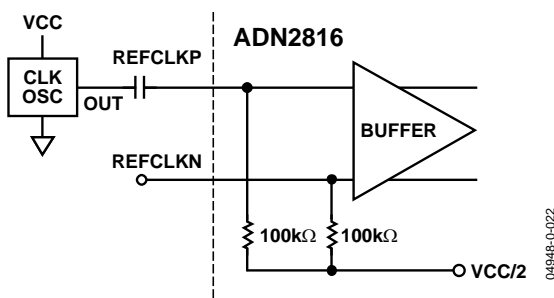 VCC
CLK
OSC
OUT
REFCLKP
REFCLKN
ADN2816
BUFFER
100kΩ
100kΩ
VCC/2
04948-0-022